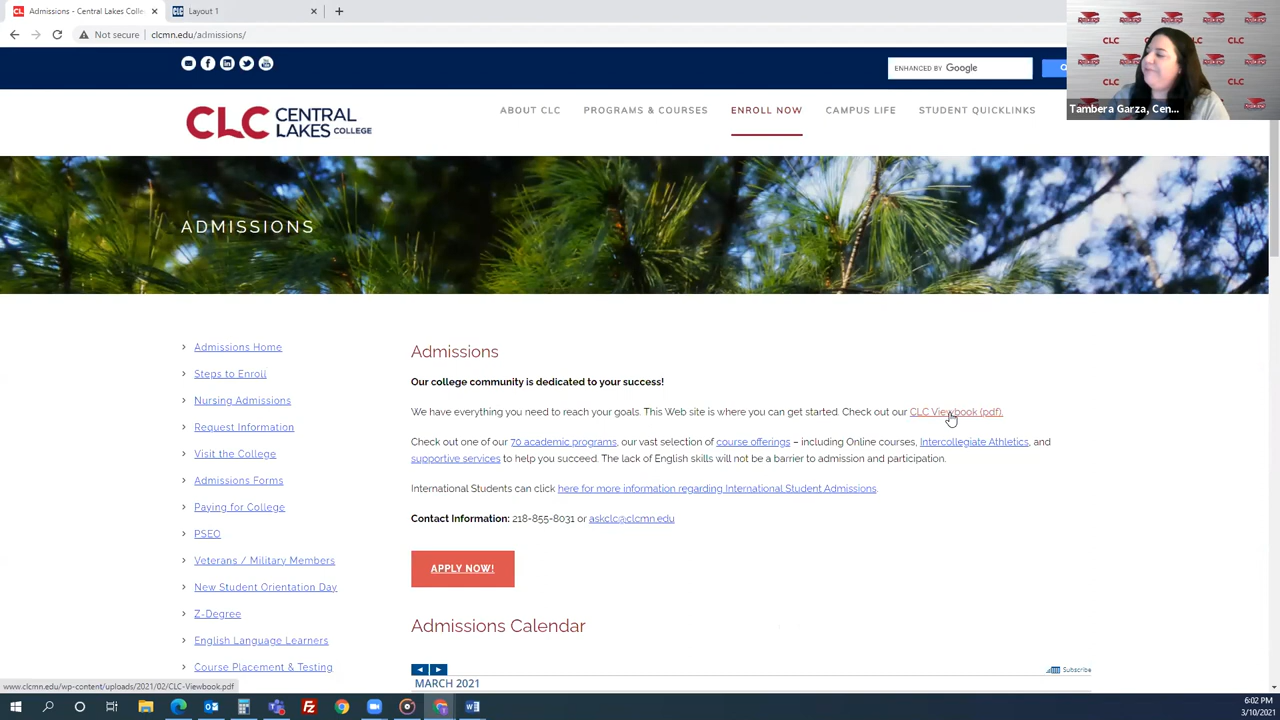 Admissions - Central Lakes Colle
Layout 1
Not secure
clcmn.edu/admissions/
ENHANCED BY Google
CLC CENTRAL LAKES COLLEGE
ABOUT CLC
PROGRAMS & COURSES
ENROLL NOW
CAMPUS LIFE
STUDENT QUICKLINKS
CLC
CLC
CLC
CLC
Tambera Garza, Cen...
ADMISSIONS
Admissions Home
Steps to Enroll
Nursing Admissions
Request Information
Visit the College
Admissions Forms
Paying for College
PSEO
Veterans / Military Members
New Student Orientation Day
Z-Degree
English Language Learners
Course Placement & Testing
Admissions
Our college community is dedicated to your success!
We have everything you need to reach your goals. This Web site is where you can get started. Check out our CLC Viewbook (pdf).
Check out one of our 70 academic programs, our vast selection of course offerings – including Online courses, Intercollegiate Athletics, and
supportive services to help you succeed. The lack of English skills will not be a barrier to admission and participation.
International Students can click here for more information regarding International Student Admissions.
Contact Information: 218-855-8031 or askclc@clcmn.edu
APPLY NOW!
Admissions Calendar
Subscribe
MARCH 2021
www.clcmn.edu/wp-content/uploads/2021/02/CLC-Viewbook.pdf
6:02 PM
3/10/2021